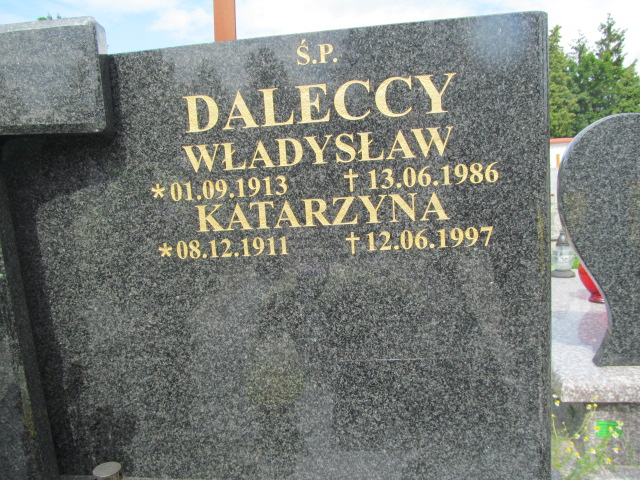 Ś.P.
DALECCY
WŁADYSŁAW
*01.09.1913 †13.06.1986
KATARZYNA
*08.12.1911 †12.06.1997